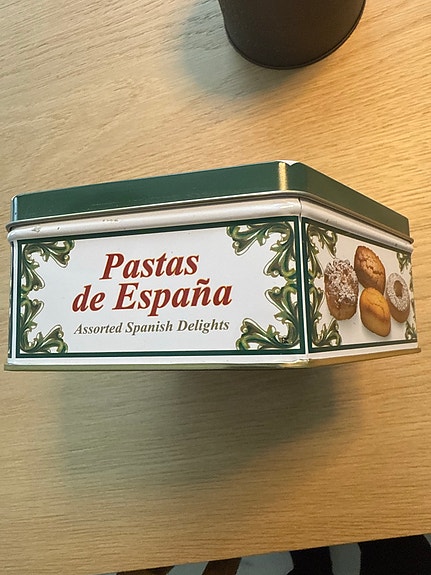 Pastas
de España
Assorted Spanish Delights